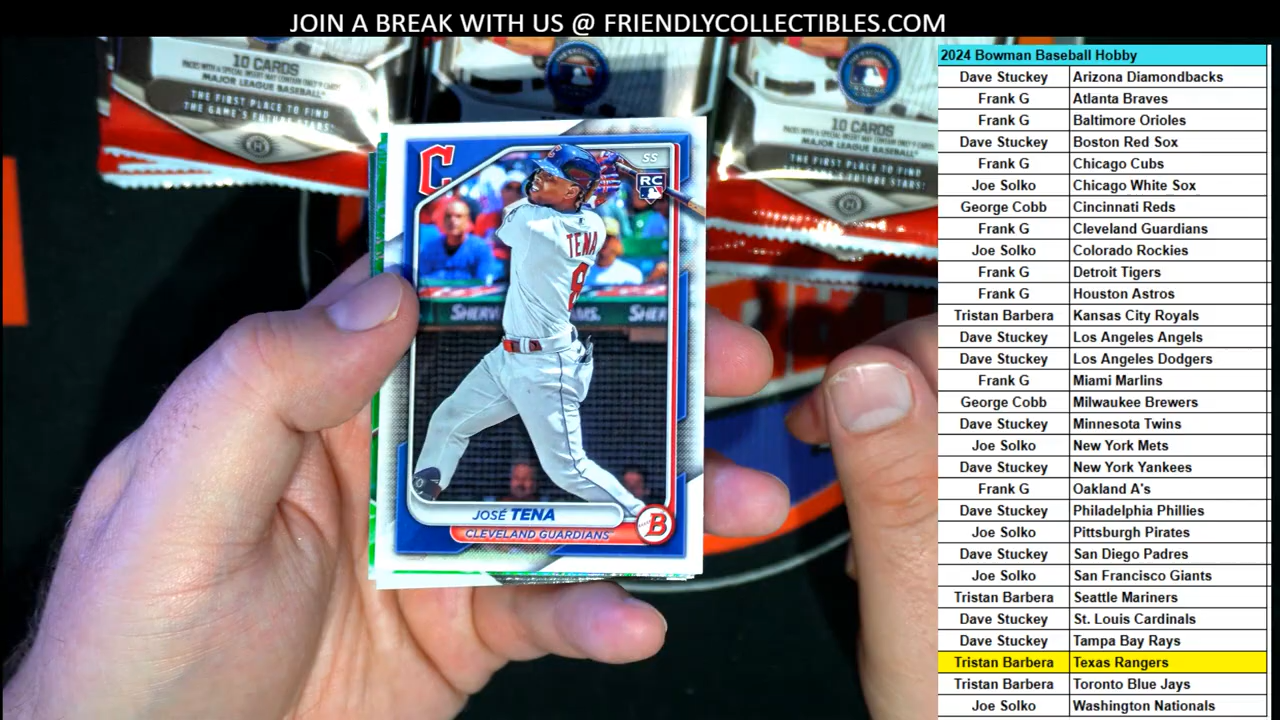 JOIN A BREAK WITH US @ FRIENDLYCOLLECTIBLES.COM
10 CARDS
MAJOR LEAGUE BASEBALL
THE FIRST PLACE TO FIND
THE GAME'S FUTURE STARS!
10 CARDS
MAJOR LEAGUE BASEBALL
THE FIRST PLACE TO FIND
GAME'S FUTURE STARS!
C
SS
RC
TENA
8
SHERW
AMS.
SHE
JOSÉ TENA
CLEVELAND GUARDIANS
B
2024 Bowman Baseball Hobby
Dave Stuckey Arizona Diamondbacks
Frank G Atlanta Braves
Frank G Baltimore Orioles
Dave Stuckey Boston Red Sox
Frank G Chicago Cubs
Joe Solko Chicago White Sox
George Cobb Cincinnati Reds
Frank G Cleveland Guardians
Joe Solko Colorado Rockies
Frank G Detroit Tigers
Frank G Houston Astros
Tristan Barbera Kansas City Royals
Dave Stuckey Los Angeles Angels
Dave Stuckey Los Angeles Dodgers
Frank G Miami Marlins
George Cobb Milwaukee Brewers
Dave Stuckey Minnesota Twins
Joe Solko New York Mets
Dave Stuckey New York Yankees
Frank G Oakland A's
Dave Stuckey Philadelphia Phillies
Joe Solko Pittsburgh Pirates
Dave Stuckey San Diego Padres
Joe Solko San Francisco Giants
Tristan Barbera Seattle Mariners
Dave Stuckey St. Louis Cardinals
Dave Stuckey Tampa Bay Rays
Tristan Barbera Texas Rangers
Tristan Barbera Toronto Blue Jays
Joe Solko Washington Nationals